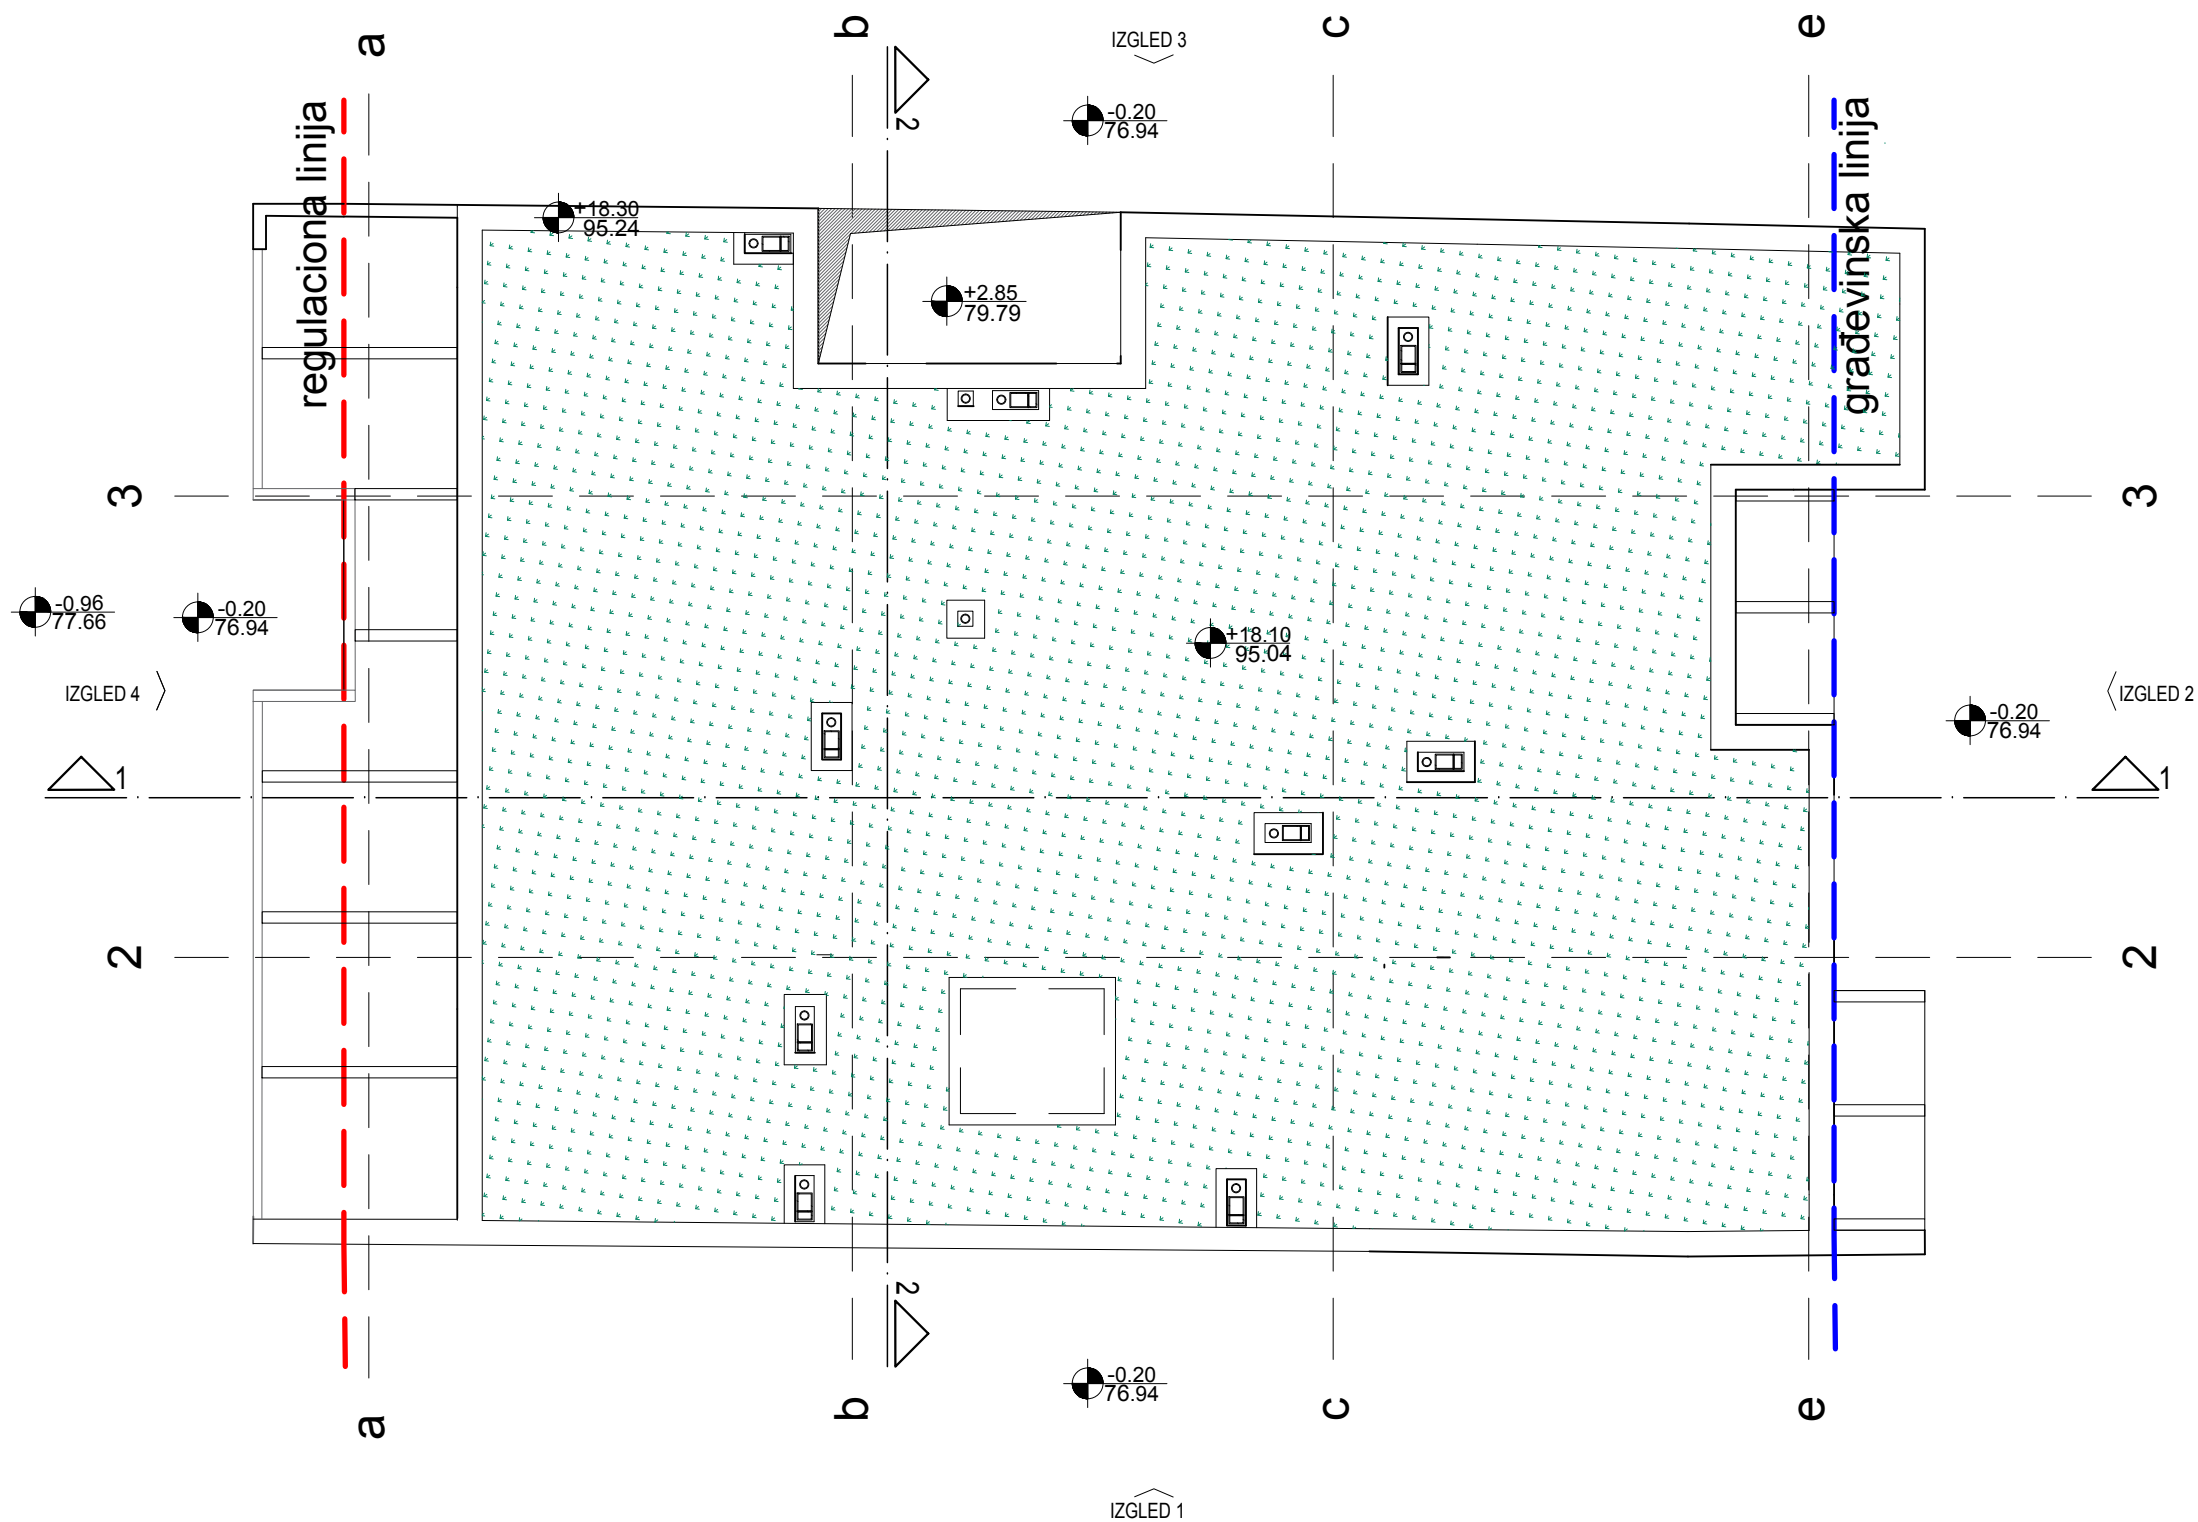 a
b
IZGLED 3
c
e
regulaciona linija
2
-0.20
76.94
građevinska linija
+18.30
95.24
+2.85
79.79
3
3
-0.96
77.66
-0.20
76.94
+18.10
95.04
IZGLED 4
IZGLED 2
-0.20
76.94
1
1
2
2
2
-0.20
76.94
a
b
c
e
IZGLED 1